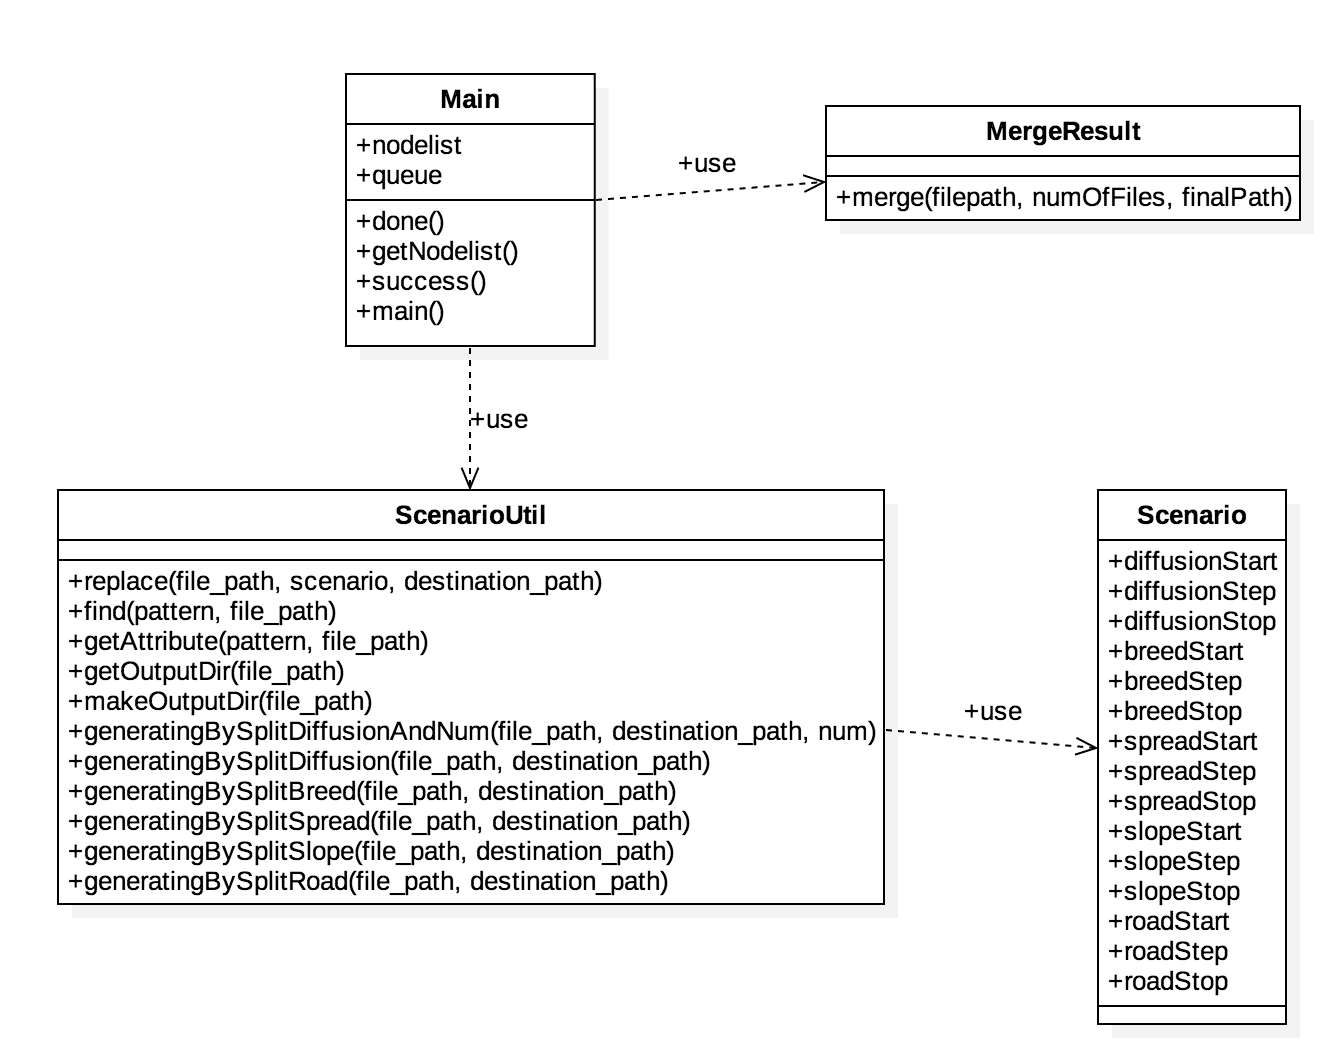 Main
+nodelist
+queue
+done()
+getNodelist()
+success()
+main()
+use
MergeResult
+merge(filepath, numOfFiles, finalPath)
+use
ScenarioUtil
+replace(file_path, scenario, destination_path)
+find(pattern, file_path)
+getAttribute(pattern, file_path)
+getOutputDir(file_path)
+makeOutputDir(file_path)
+generatingBySplitDiffusionAndNum(file_path, destination_path, num)
+generatingBySplitDiffusion(file_path, destination_path)
+generatingBySplitBreed(file_path, destination_path)
+generatingBySplitSpread(file_path, destination_path)
+generatingBySplitSlope(file_path, destination_path)
+generatingBySplitRoad(file_path, destination_path)
+use
Scenario
+diffusionStart
+diffusionStep
+diffusionStop
+breedStart
+breedStep
+breedStop
+spreadStart
+spreadStep
+spreadStop
+slopeStart
+slopeStep
+slopeStop
+roadStart
+roadStep
+roadStop